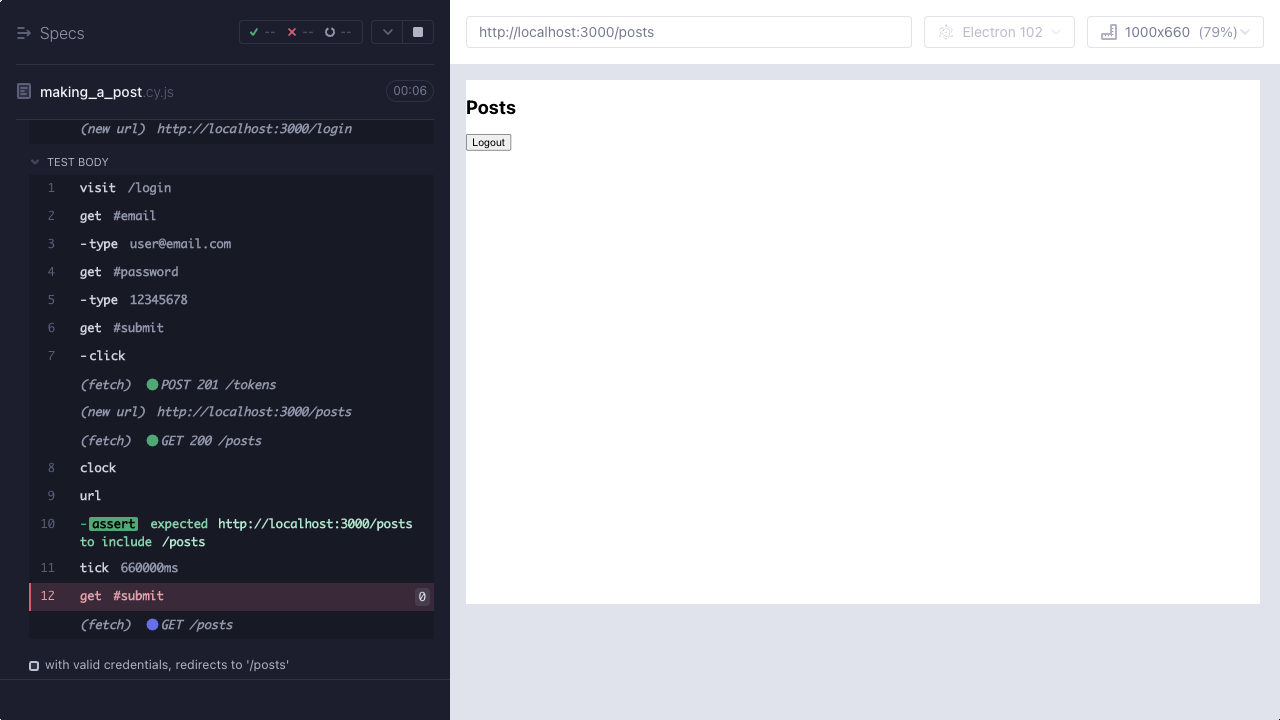 Specs
-- -- --
making_a_post.cy.js 00:06
(new url) http://localhost:3000/login
TEST BODY
1 visit /login
2 get #email
3 -type user@email.com
4 get #password
5 -type 12345678
6 get #submit
7 -click
(fetch) POST 201 /tokens
(new url) http://localhost:3000/posts
(fetch) GET 200 /posts
8 clock
9 url
10 -assert expected http://localhost:3000/posts
to include /posts
11 tick 660000ms
12 get #submit 0
(fetch) GET /posts
with valid credentials, redirects to '/posts'
http://localhost:3000/posts
Electron 102
1000x660 (79%)
Posts
Logout